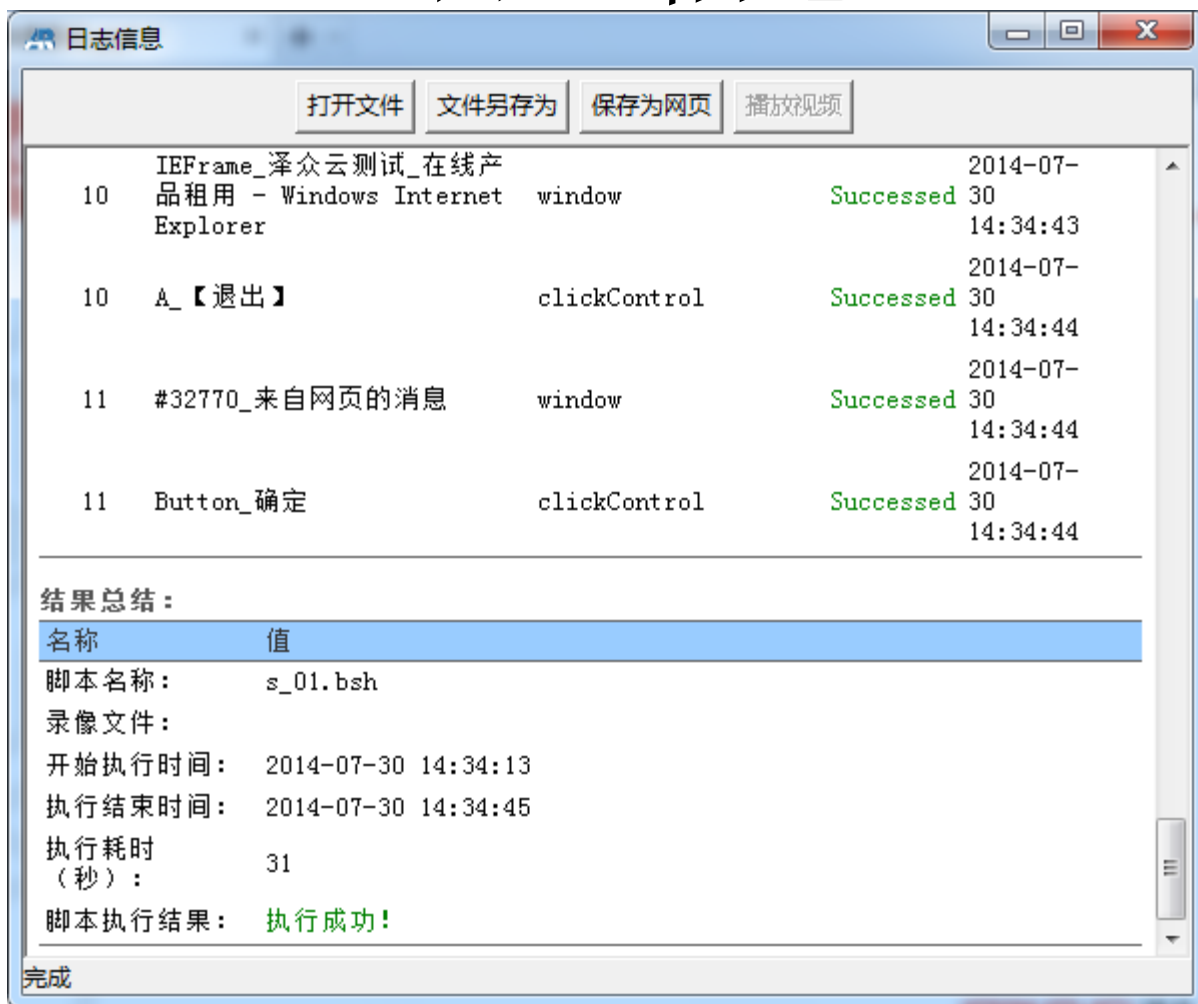 日志信息
打开文件 文件另存为 保存为网页 播放视频
IEFrame_泽众云测试_在线产 2014-07-
10 品租用 - Windows Internet window Successed 30
Explorer 14:34:43
2014-07-
10 A_【退出】 clickControl Successed 30
14:34:44
2014-07-
11 #32770_来自网页的消息 window Successed 30
14:34:44
2014-07-
11 Button_确定 clickControl Successed 30
14:34:44
结果总结:
名称 值
脚本名称: s_01.bsh
录像文件:
开始执行时间: 2014-07-30 14:34:13
执行结束时间: 2014-07-30 14:34:45
执行耗时
(秒): 31
脚本执行结果: 执行成功!
完成